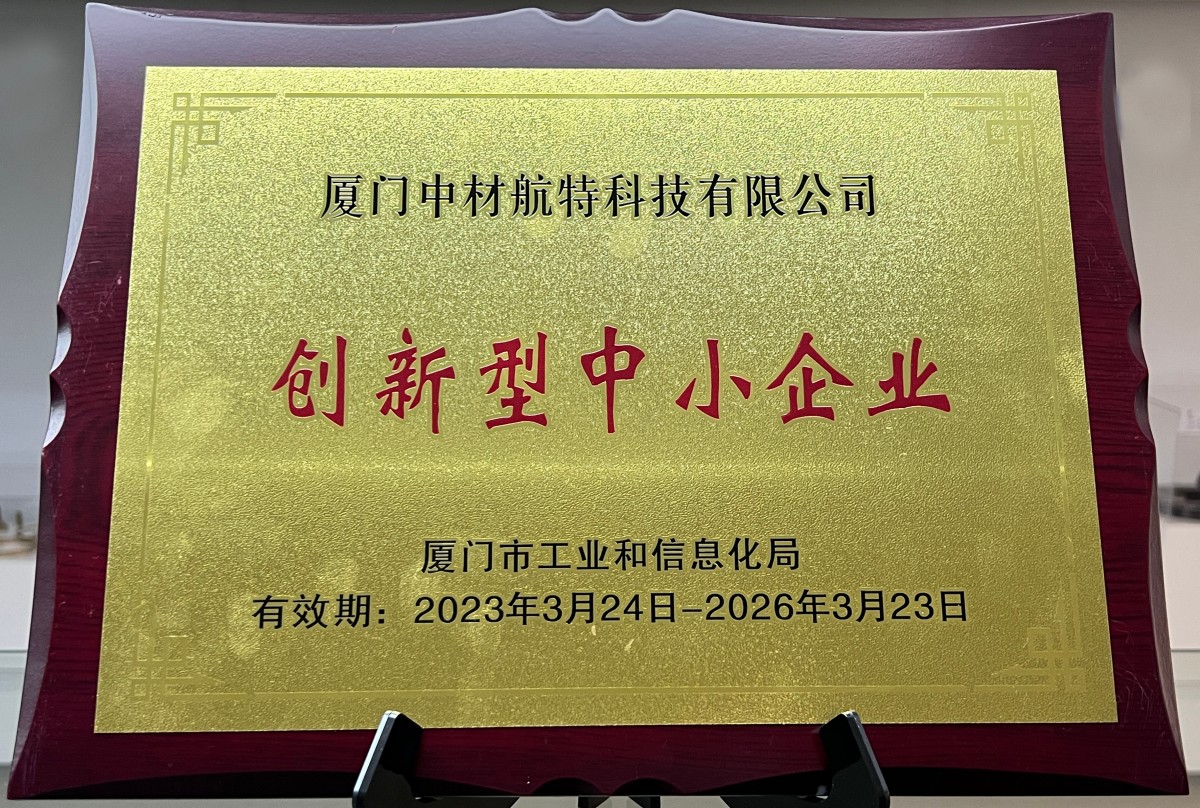 厦门中材航特科技有限公司
创新型中小企业
厦门市工业和信息化局
有效期：2023年3月24日-2026年3月23日